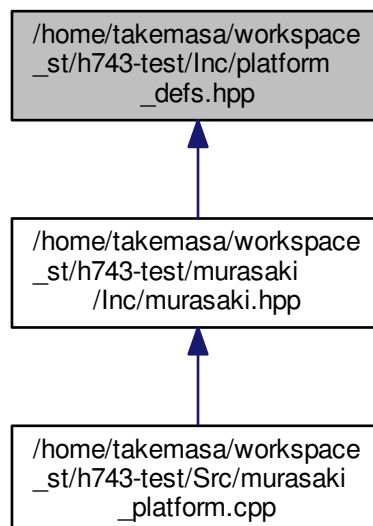 /home/takemasa/workspace
_st/h743-test/Inc/platform
_defs.hpp
/home/takemasa/workspace
_st/h743-test/murasaki
/Inc/murasaki.hpp
/home/takemasa/workspace
_st/h743-test/Src/murasaki
_platform.cpp